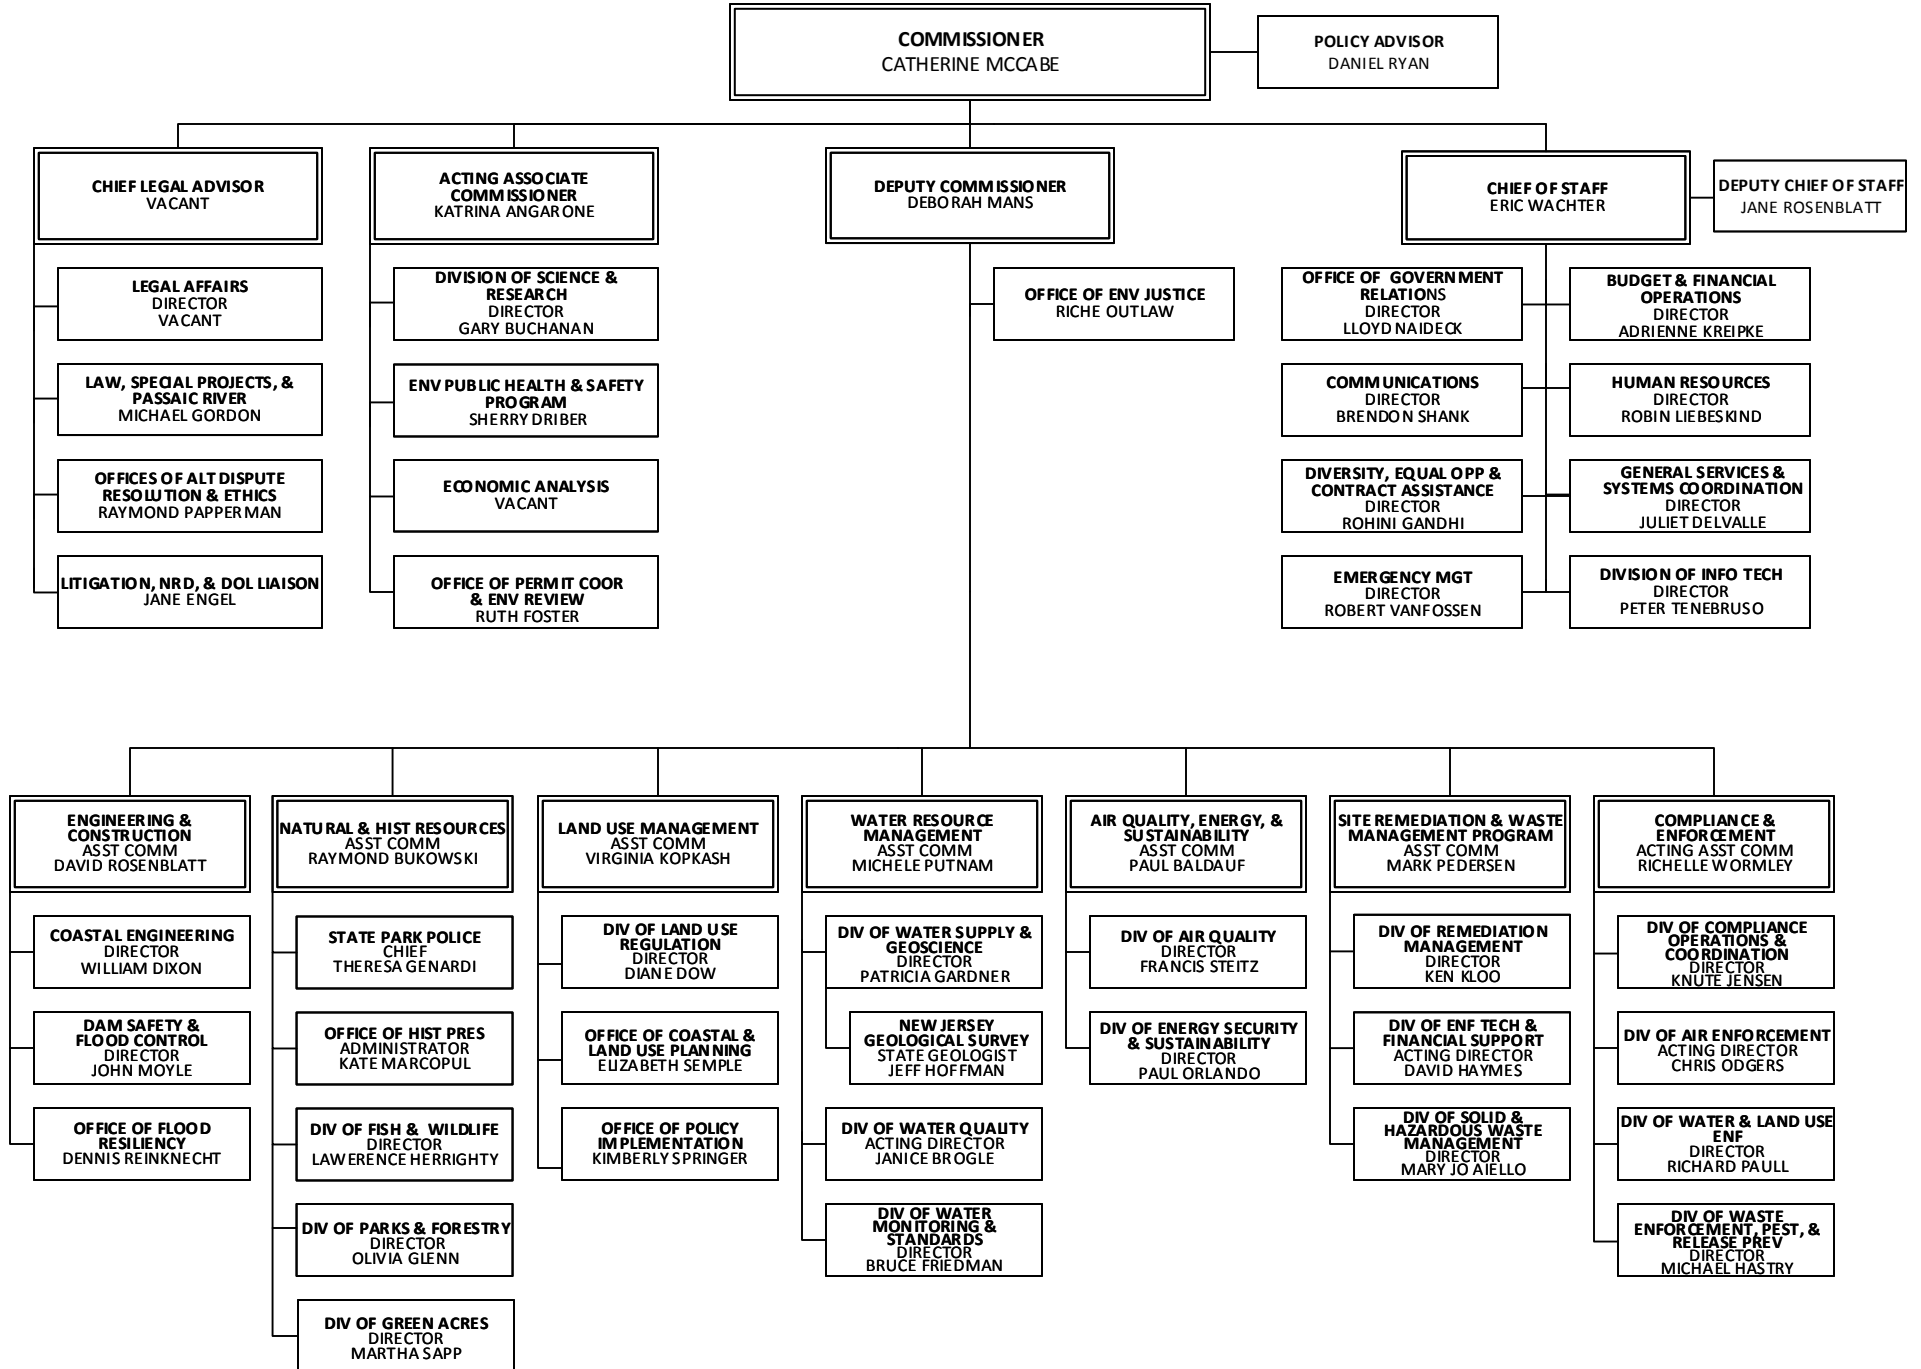 COMMISSIONER
CATHERINE MCCABE
POLICY ADVISOR
DANIEL RYAN
CHIEF LEGAL ADVISOR
VACANT
ACTING ASSOCIATE
COMMISSIONER
KATRINA ANGARONE
DEPUTY COMMISSIONER
DEBORAH MANS
CHIEF OF STAFF
ERIC WACHTER
DEPUTY CHIEF OF STAFF
JANE ROSENBLATT
LEGAL AFFAIRS
DIRECTOR
VACANT
LAW, SPECIAL PROJECTS, &
PASSAIC RIVER
MICHAEL GORDON
OFFICES OF ALT DISPUTE
RESOLUTION & ETHICS
RAYMOND PAPPERMAN
LITIGATION, NRD, & DOL LIAISON
JANE ENGEL
DIVISION OF SCIENCE &
RESEARCH
DIRECTOR
GARY BUCHANAN
ENV PUBLIC HEALTH & SAFETY
PROGRAM
SHERRY DRIBER
ECONOMIC ANALYSIS
VACANT
OFFICE OF PERMIT COOR
& ENV REVIEW
RUTH FOSTER
OFFICE OF ENV JUSTICE
RICHE OUTLAW
OFFICE OF GOVERNMENT
RELATIONS
DIRECTOR
LLOYD NAIDECK
COMMUNICATIONS
DIRECTOR
BRENDON SHANK
DIVERSITY, EQUAL OPP &
CONTRACT ASSISTANCE
DIRECTOR
ROHINI GANDHI
EMERGENCY MGT
DIRECTOR
ROBERT VANFOSSEN
BUDGET & FINANCIAL
OPERATIONS
DIRECTOR
ADRIENNE KREIPKE
HUMAN RESOURCES
DIRECTOR
ROBIN LIEBESKIND
GENERAL SERVICES &
SYSTEMS COORDINATION
DIRECTOR
JULIET DELVALLE
DIVISION OF INFO TECH
DIRECTOR
PETER TENEBRUSO
ENGINEERING &
CONSTRUCTION
ASST COMM
DAVID ROSENBLATT
COASTAL ENGINEERING
DIRECTOR
WILLIAM DIXON
DAM SAFETY &
FLOOD CONTROL
DIRECTOR
JOHN MOYLE
OFFICE OF FLOOD
RESILIENCY
DENNIS REINKNECHT
NATURAL & HIST RESOURCES
ASST COMM
RAYMOND BUKOWSKI
STATE PARK POLICE
CHIEF
THERESA GENARDI
OFFICE OF HIST PRES
ADMINISTRATOR
KATE MARCOPUL
DIV OF FISH & WILDLIFE
DIRECTOR
LAWERENCE HERRIGHTY
DIV OF PARKS & FORESTRY
DIRECTOR
OLIVIA GLENN
DIV OF GREEN ACRES
DIRECTOR
MARTHA SAPP
LAND USE MANAGEMENT
ASST COMM
VIRGINIA KOPKASH
DIV OF LAND USE
REGULATION
DIRECTOR
DIANE DOW
OFFICE OF COASTAL &
LAND USE PLANNING
ELIZABETH SEMPLE
OFFICE OF POLICY
IMPLEMENTATION
KIMBERLY SPRINGER
WATER RESOURCE
MANAGEMENT
ASST COMM
MICHELE PUTNAM
DIV OF WATER SUPPLY &
GEOSCIENCE
DIRECTOR
PATRICIA GARDNER
NEW JERSEY
GEOLOGICAL SURVEY
STATE GEOLOGIST
JEFF HOFFMAN
DIV OF WATER QUALITY
ACTING DIRECTOR
JANICE BROGLE
DIV OF WATER
MONITORING &
STANDARDS
DIRECTOR
BRUCE FRIEDMAN
AIR QUALITY, ENERGY, &
SUSTAINABILITY
ASST COMM
PAUL BALDAUF
DIV OF AIR QUALITY
DIRECTOR
FRANCIS STEITZ
DIV OF ENERGY SECURITY
& SUSTAINABILITY
DIRECTOR
PAUL ORLANDO
SITE REMEDIATION & WASTE
MANAGEMENT PROGRAM
ASST COMM
MARK PEDERSEN
DIV OF REMEDIATION
MANAGEMENT
DIRECTOR
KEN KLOO
DIV OF ENF TECH &
FINANCIAL SUPPORT
ACTING DIRECTOR
DAVID HAYMES
DIV OF SOLID &
HAZARDOUS WASTE
MANAGEMENT
DIRECTOR
MARY JO AIELLO
COMPLIANCE &
ENFORCEMENT
ACTING ASST COMM
RICHELLE WORMLEY
DIV OF COMPLIANCE
OPERATIONS &
COORDINATION
DIRECTOR
KNUTE JENSEN
DIV OF AIR ENFORCEMENT
ACTING DIRECTOR
CHRIS ODGERS
DIV OF WATER & LAND USE
ENF
DIRECTOR
RICHARD PAULL
DIV OF WASTE
ENFORCEMENT, PEST, &
RELEASE PREV
DIRECTOR
MICHAEL HASTRY